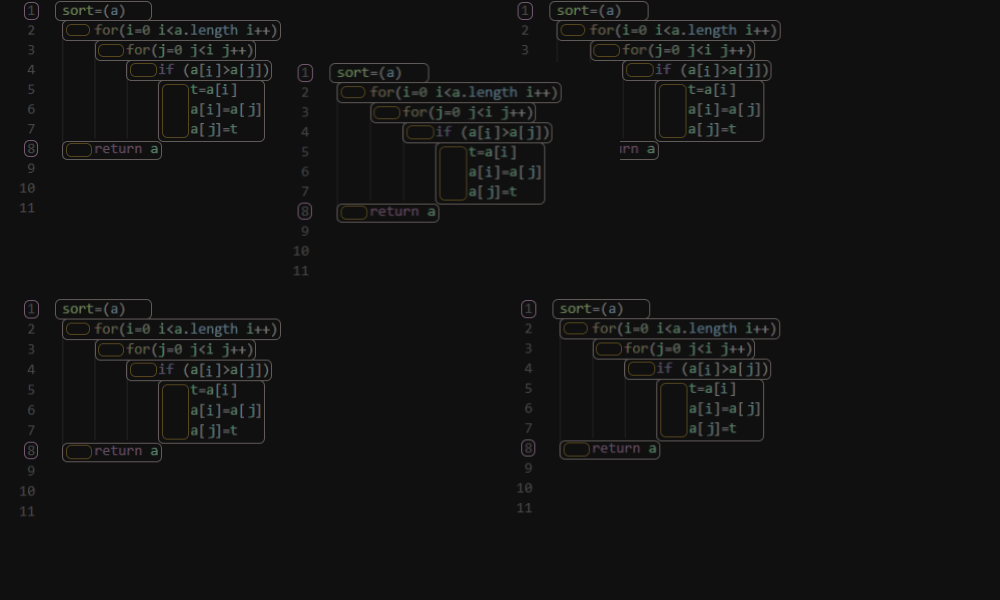 1 sort=(a)
2 for(i=0 i<a.length i++)
3 for(j=0 j<i j++)
4 if (a[i]>a[j])
5 t=a[i]
6 a[i]=a[j]
7 a[j]=t
8 return a
9
10
11
1 sort=(a)
2 for(i=0 i<a.length i++)
3 for(j=0 j<i j++)
if (a[i]>a[j])
t=a[i]
a[i]=a[j]
a[j]=t
rn a
1 sort=(a)
2 for(i=0 i<a.length i++)
3 for(j=0 j<i j++)
4 if (a[i]>a[j])
5 t=a[i]
6 a[i]=a[j]
7 a[j]=t
8 return a
9
10
11
1 sort=(a)
2 for(i=0 i<a.length i++)
3 for(j=0 j<i j++)
4 if (a[i]>a[j])
5 t=a[i]
6 a[i]=a[j]
7 a[j]=t
8 return a
9
10
11
1 sort=(a)
2 for(i=0 i<a.length i++)
3 for(j=0 j<i j++)
4 if (a[i]>a[j])
5 t=a[i]
6 a[i]=a[j]
7 a[j]=t
8 return a
9
10
11